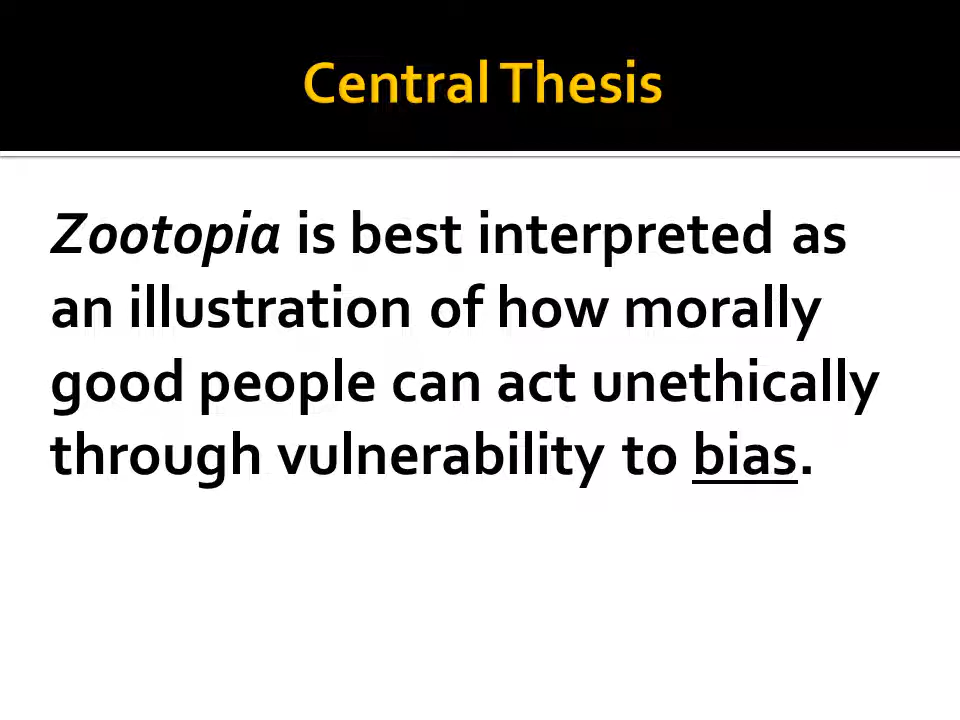 Central Thesis
Zootopia is best interpreted as
an illustration of how morally
good people can act unethically
through vulnerability to bias.